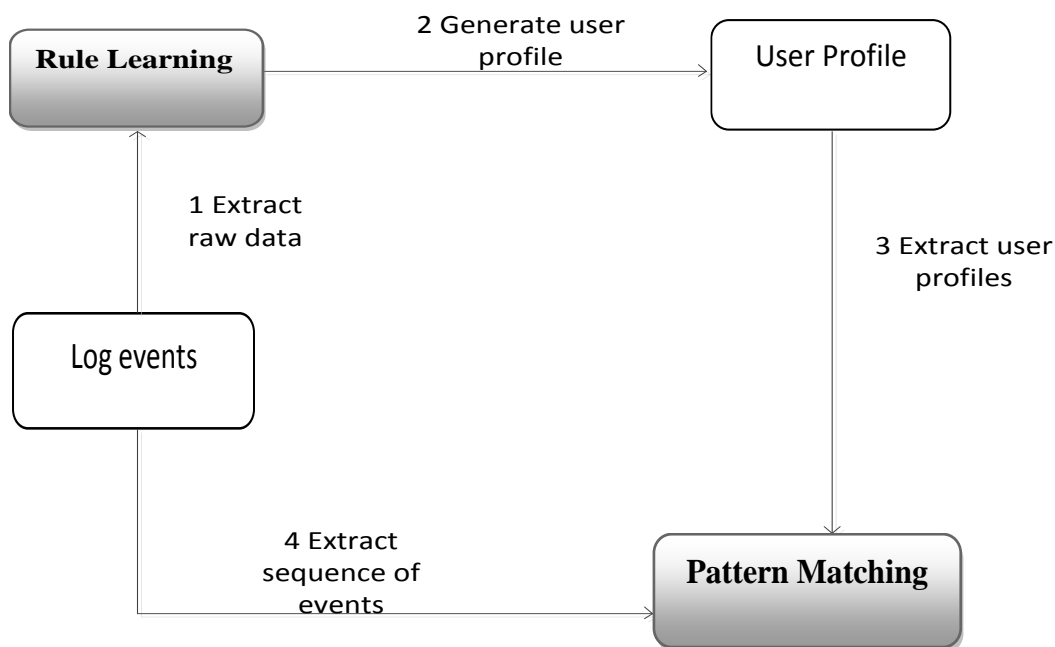 2 Generate user
profile
Rule Learning
User Profile
1 Extract
raw data
3 Extract user
profiles
Log events
4 Extract
sequence of
events
Pattern Matching